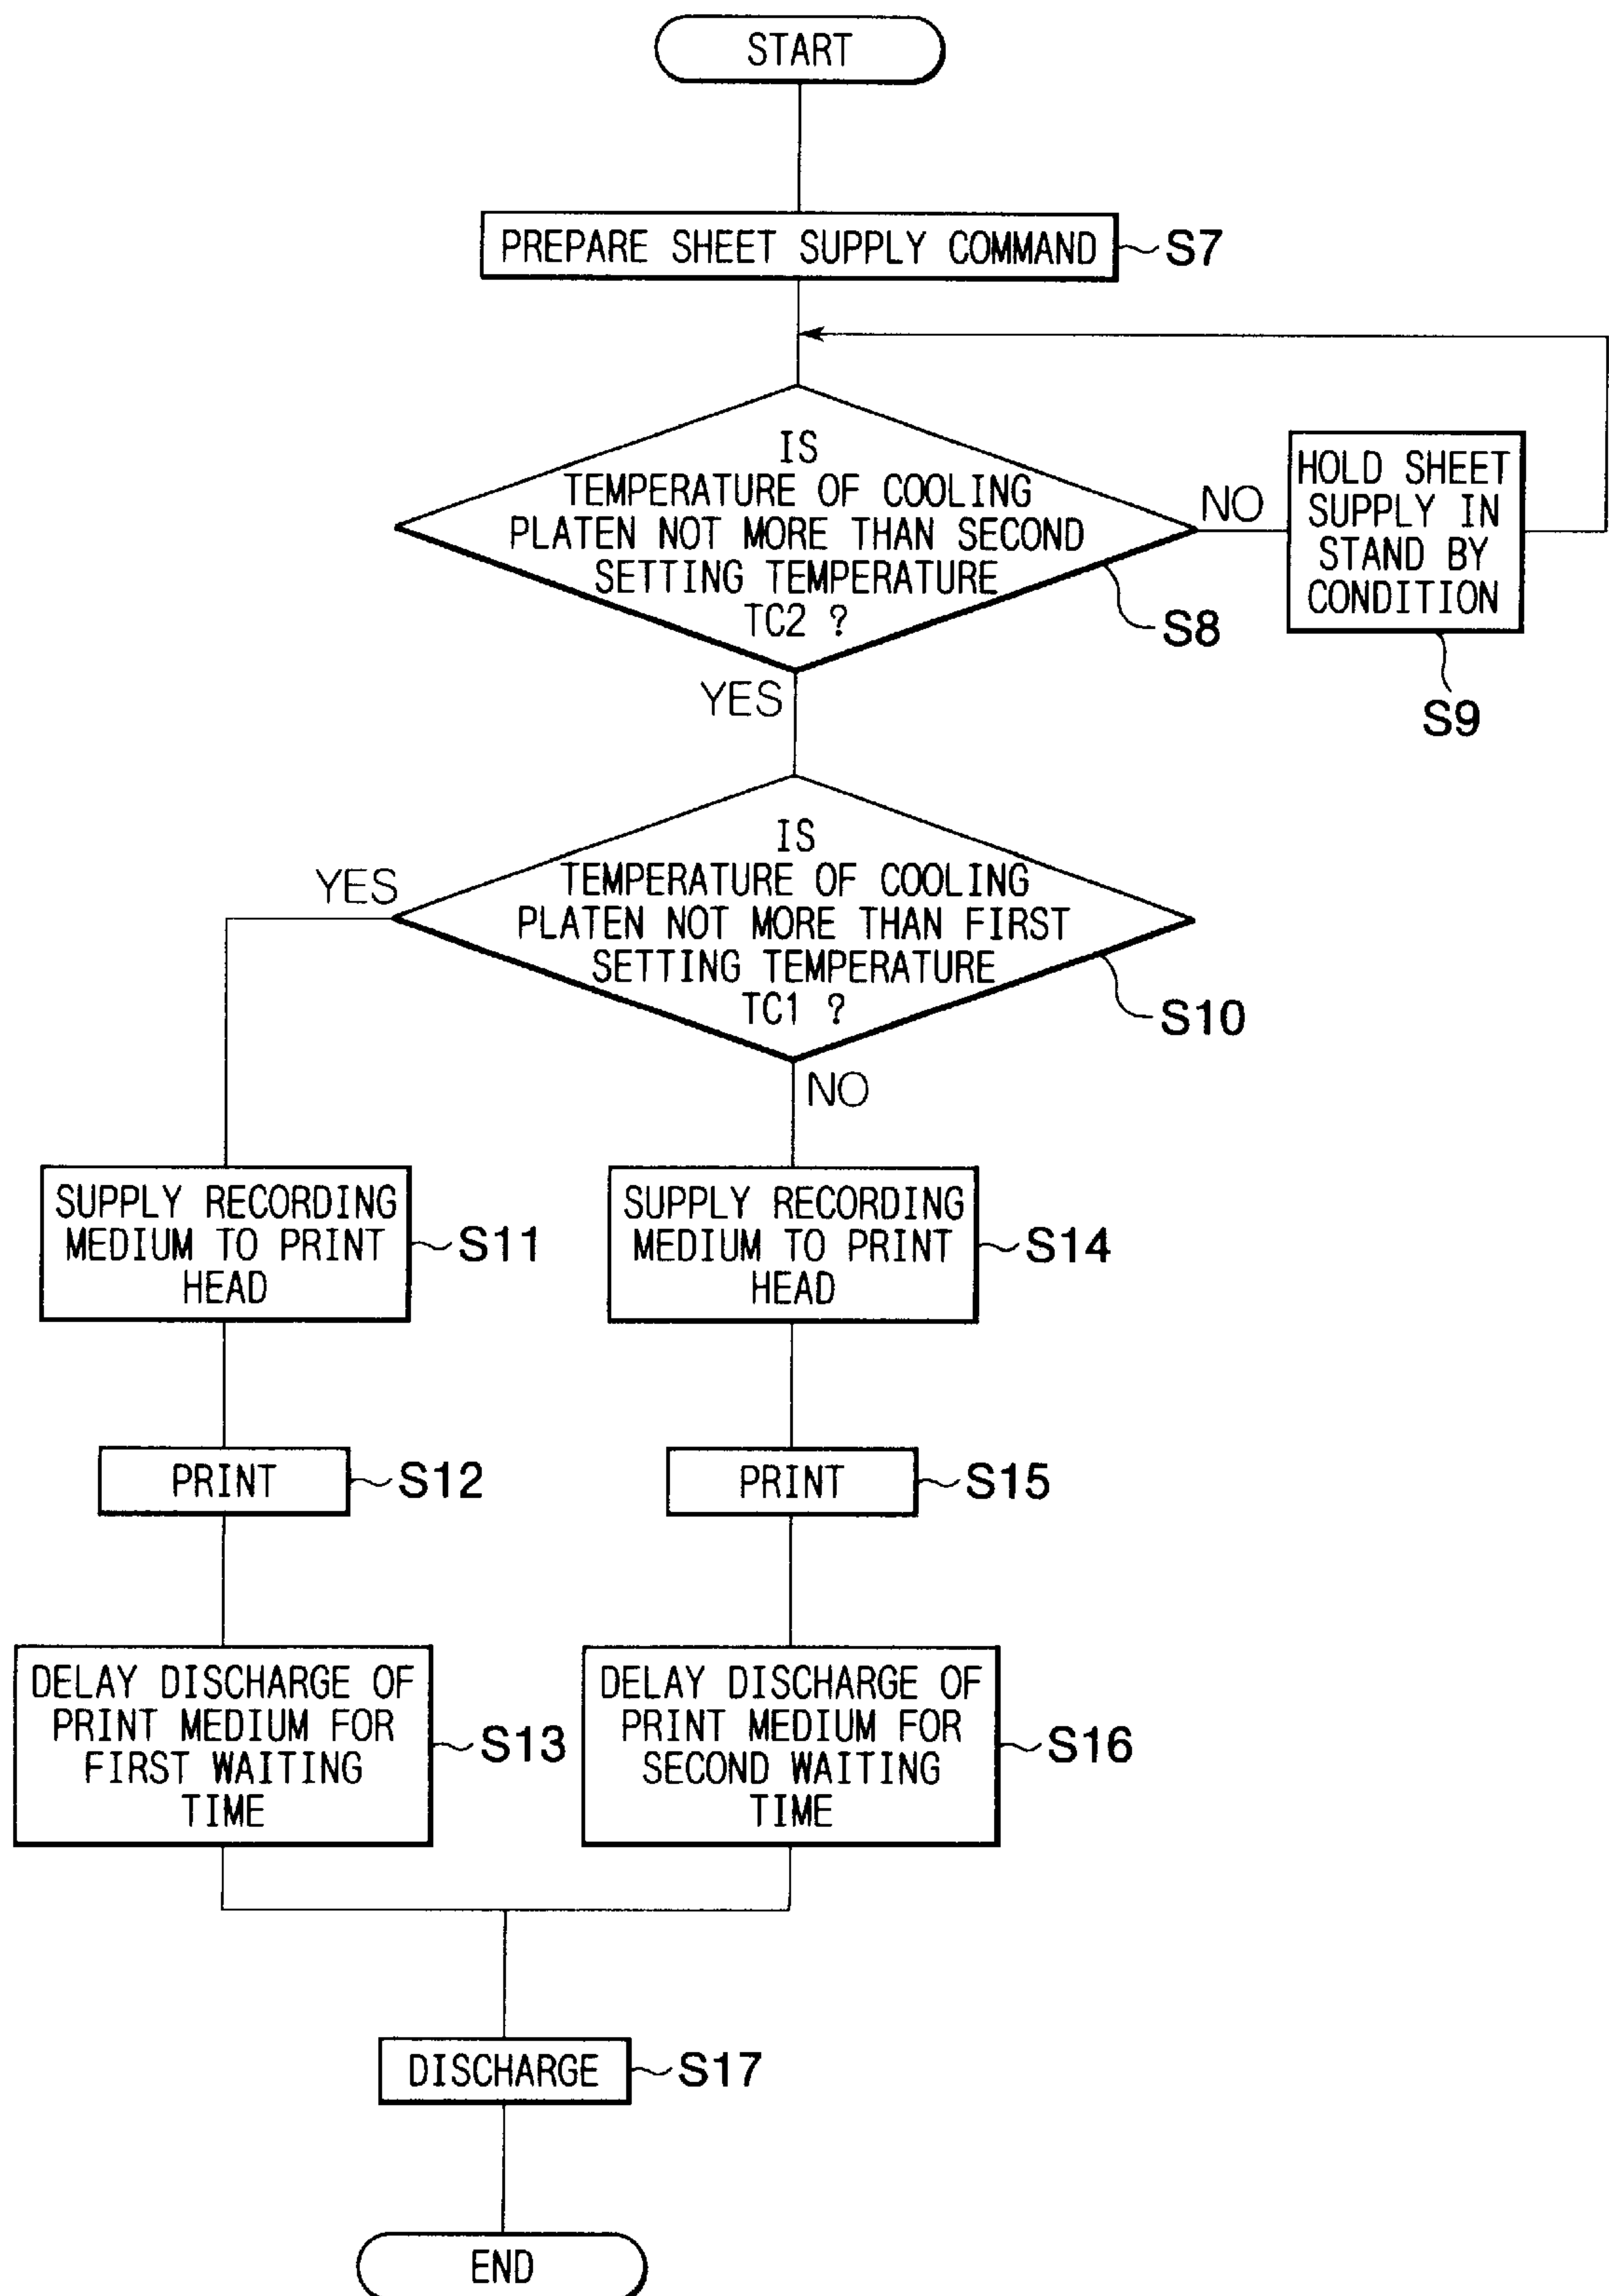 START
PREPARE SHEET SUPPLY COMMAND
S7
IS
TEMPERATURE OF COOLING
PLATEN NOT MORE THAN SECOND
SETTING TEMPERATURE
TC2 ?
S8
NO
HOLD SHEET
SUPPLY IN
STAND BY
CONDITION
S9
YES
IS
TEMPERATURE OF COOLING
PLATEN NOT MORE THAN FIRST
SETTING TEMPERATURE
TC1 ?
S10
YES
NO
SUPPLY RECORDING
MEDIUM TO PRINT
HEAD
S11
SUPPLY RECORDING
MEDIUM TO PRINT
HEAD
S14
PRINT
S12
PRINT
S15
DELAY DISCHARGE OF
PRINT MEDIUM FOR
FIRST WAITING
TIME
S13
DELAY DISCHARGE OF
PRINT MEDIUM FOR
SECOND WAITING
TIME
S16
DISCHARGE
S17
END